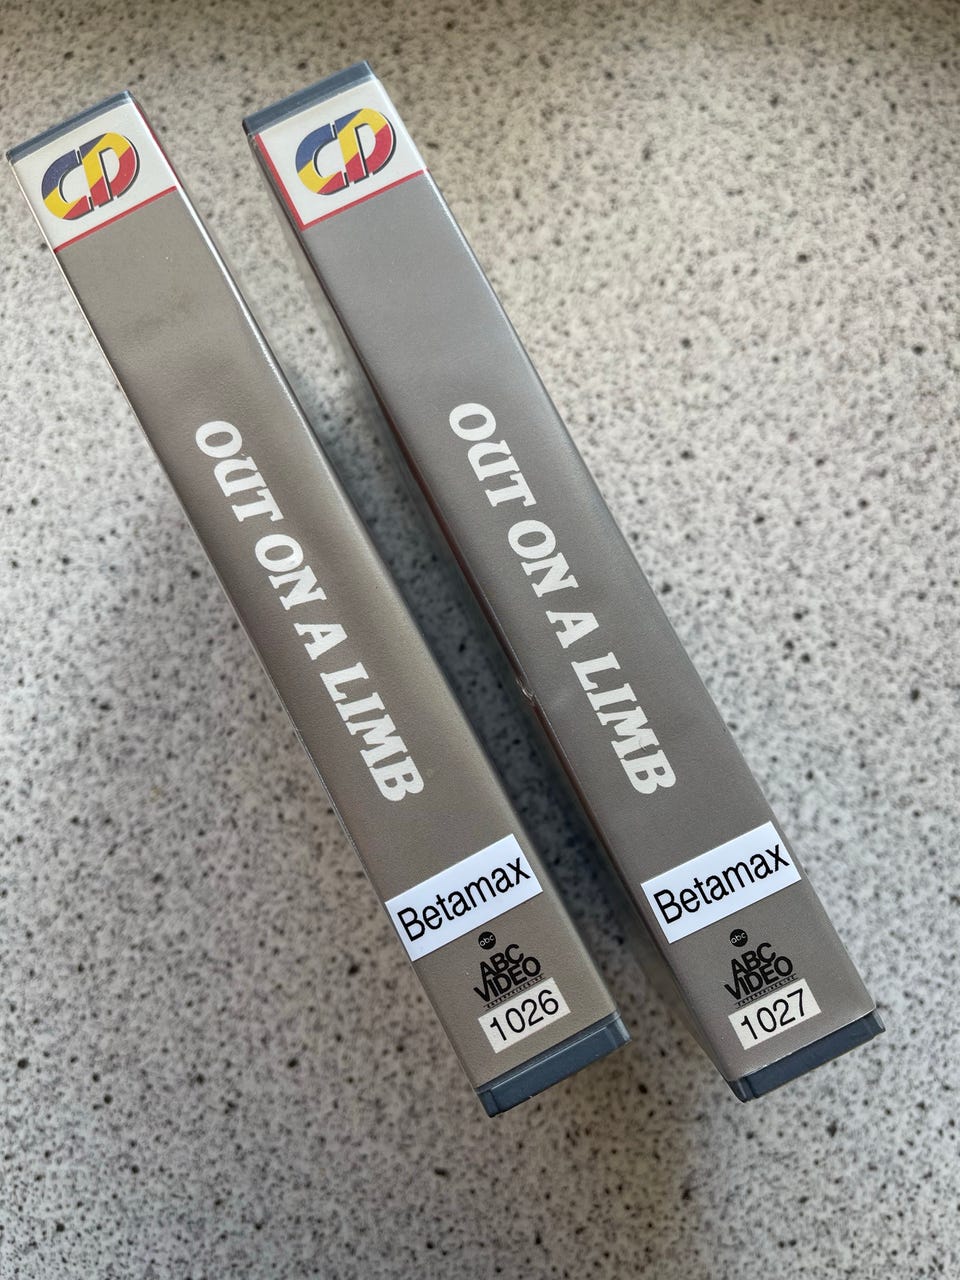 CD
OUT ON A LIMB
Betamax
abc
ABC
VIDEO
1026
CD
OUT ON A LIMB
Betamax
abc
ABC
VIDEO
1027